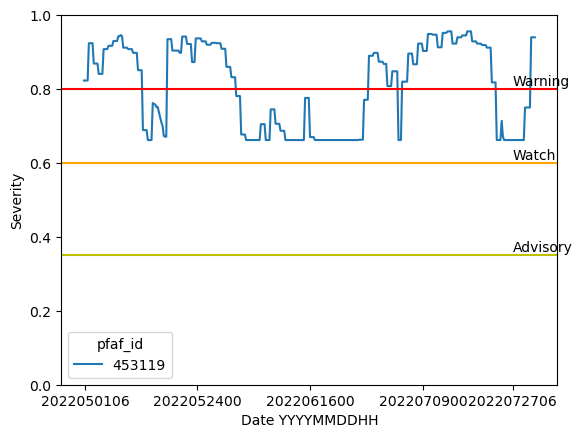 1.0
0.8
0.6
0.4
0.2
0.0
Severity
Warning
Watch
Advisory
pfaf_id
453119
2022050106
2022052400
2022061600
2022070900
2022072706
Date YYYYMMDDHH